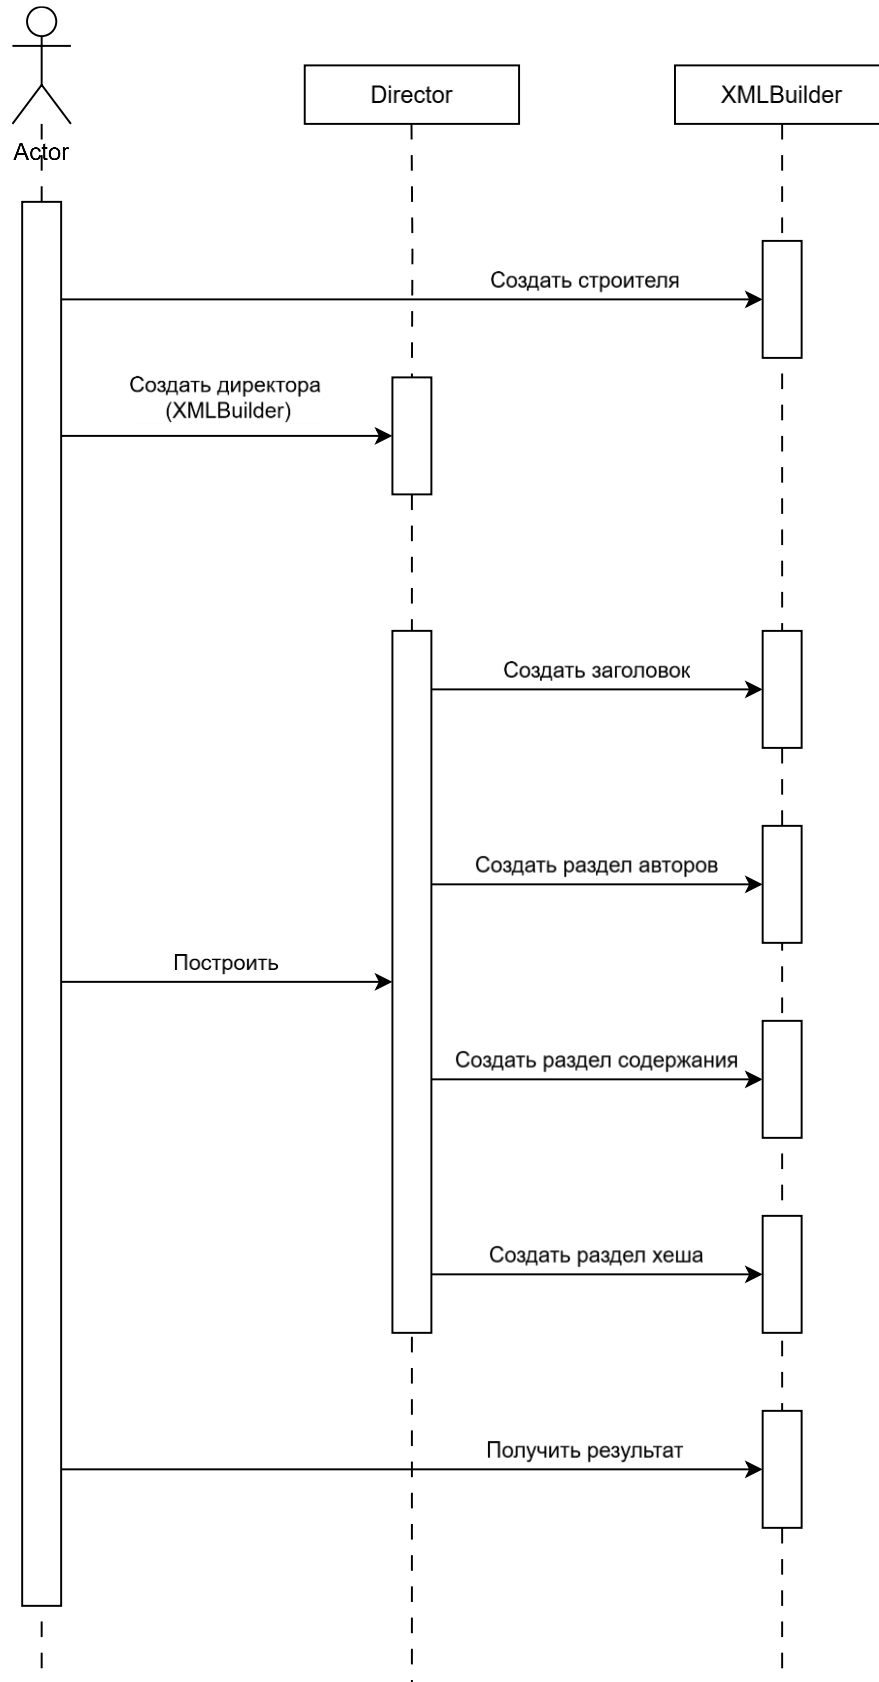 Actor
Director
XMLBuilder
Создать строителя
Создать директора
(XMLBuilder)
Создать заголовок
Создать раздел авторов
Построить
Создать раздел содержания
Создать раздел хеша
Получить результат